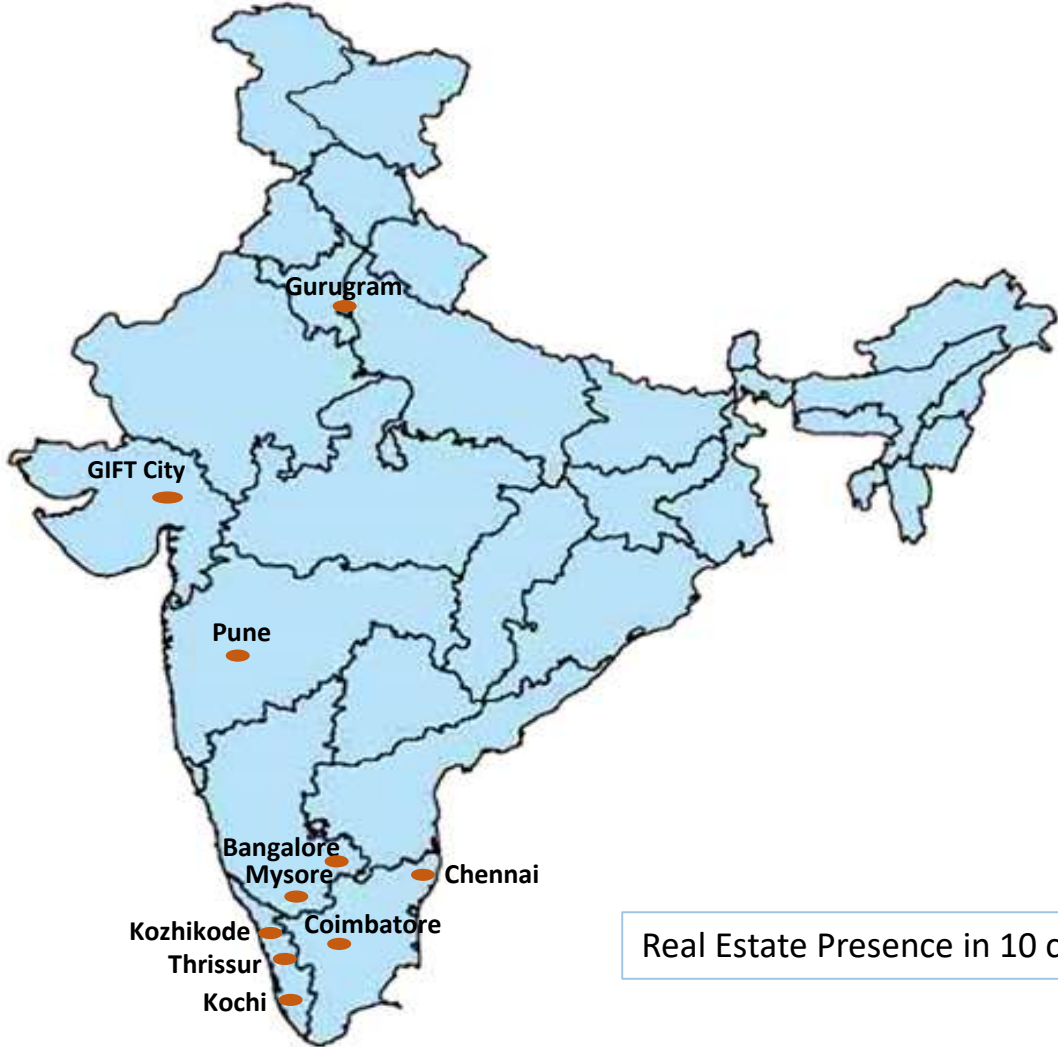 Gurugram
GIFT City
Pune
Bangalore
Mysore
Chennai
Kozhikode
Coimbatore
Thrissur
Kochi
Real Estate Presence in 10